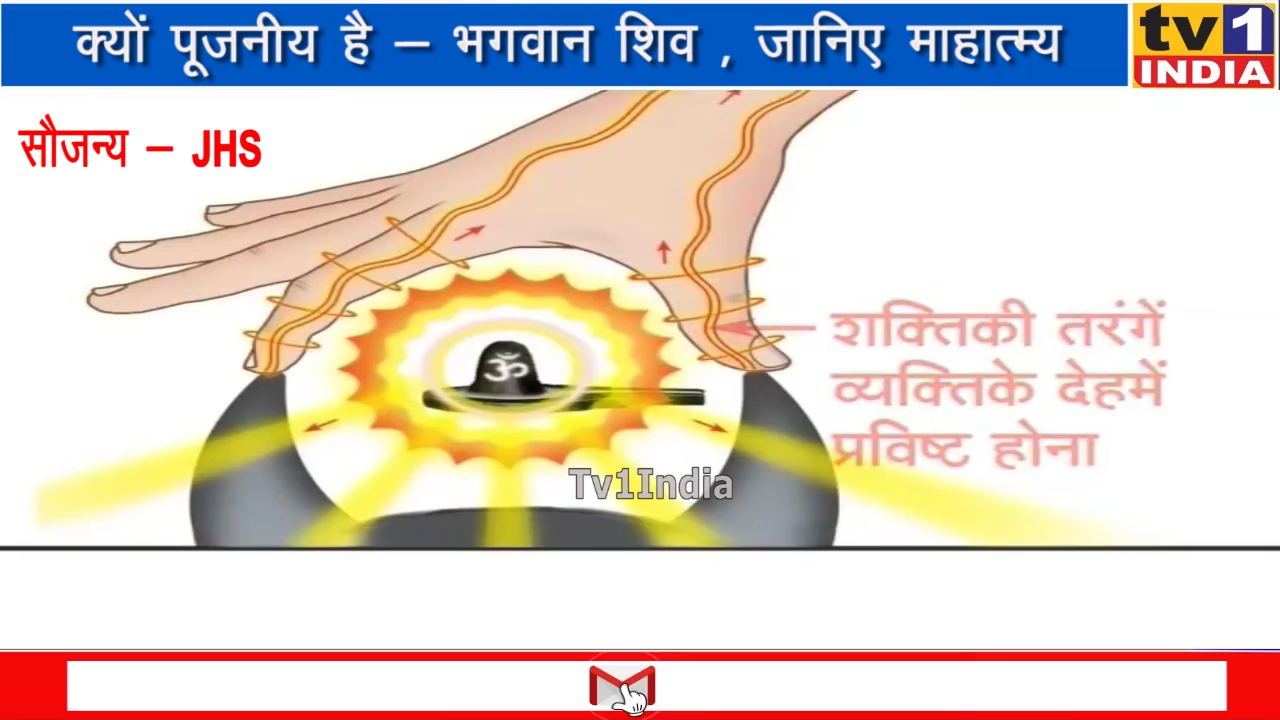 क्यों पूजनीय है – भगवान शिव , जानिए माहात्म्य
tv1
INDIA
सौजन्य – JHS
ॐ
शक्तिकी तरंगें
व्यक्तिके देहमें
प्रविष्ट होना
Tv1India